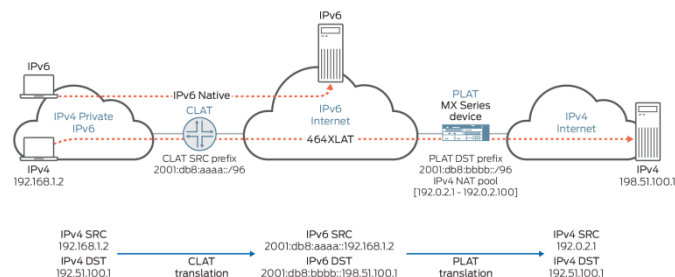 IPv6
IPv6
IPv6 Native
CLAT
PLAT
MX Series
device
IPv4 Private
IPv6
IPv6
Internet
IPv4
Internet
464XLAT
IPv4
192.168.1.2
CLAT SRC prefix
2001:db8:aaaa::/96
PLAT DST prefix
2001:db8:bbbb::/96
IPv4 NAT pool
[192.0.2.1 - 192.0.2.100]
IPv4
198.51.100.1
IPv4 SRC
192.168.1.2
IPv4 DST
192.51.100.1
CLAT
translation
IPv6 SRC
2001:db8:aaaa::192.168.1.2
IPv6 DST
2001:db8:bbbb::198.51.100.1
PLAT
translation
IPv4 SRC
192.0.2.1
IPv4 DST
192.51.100.1